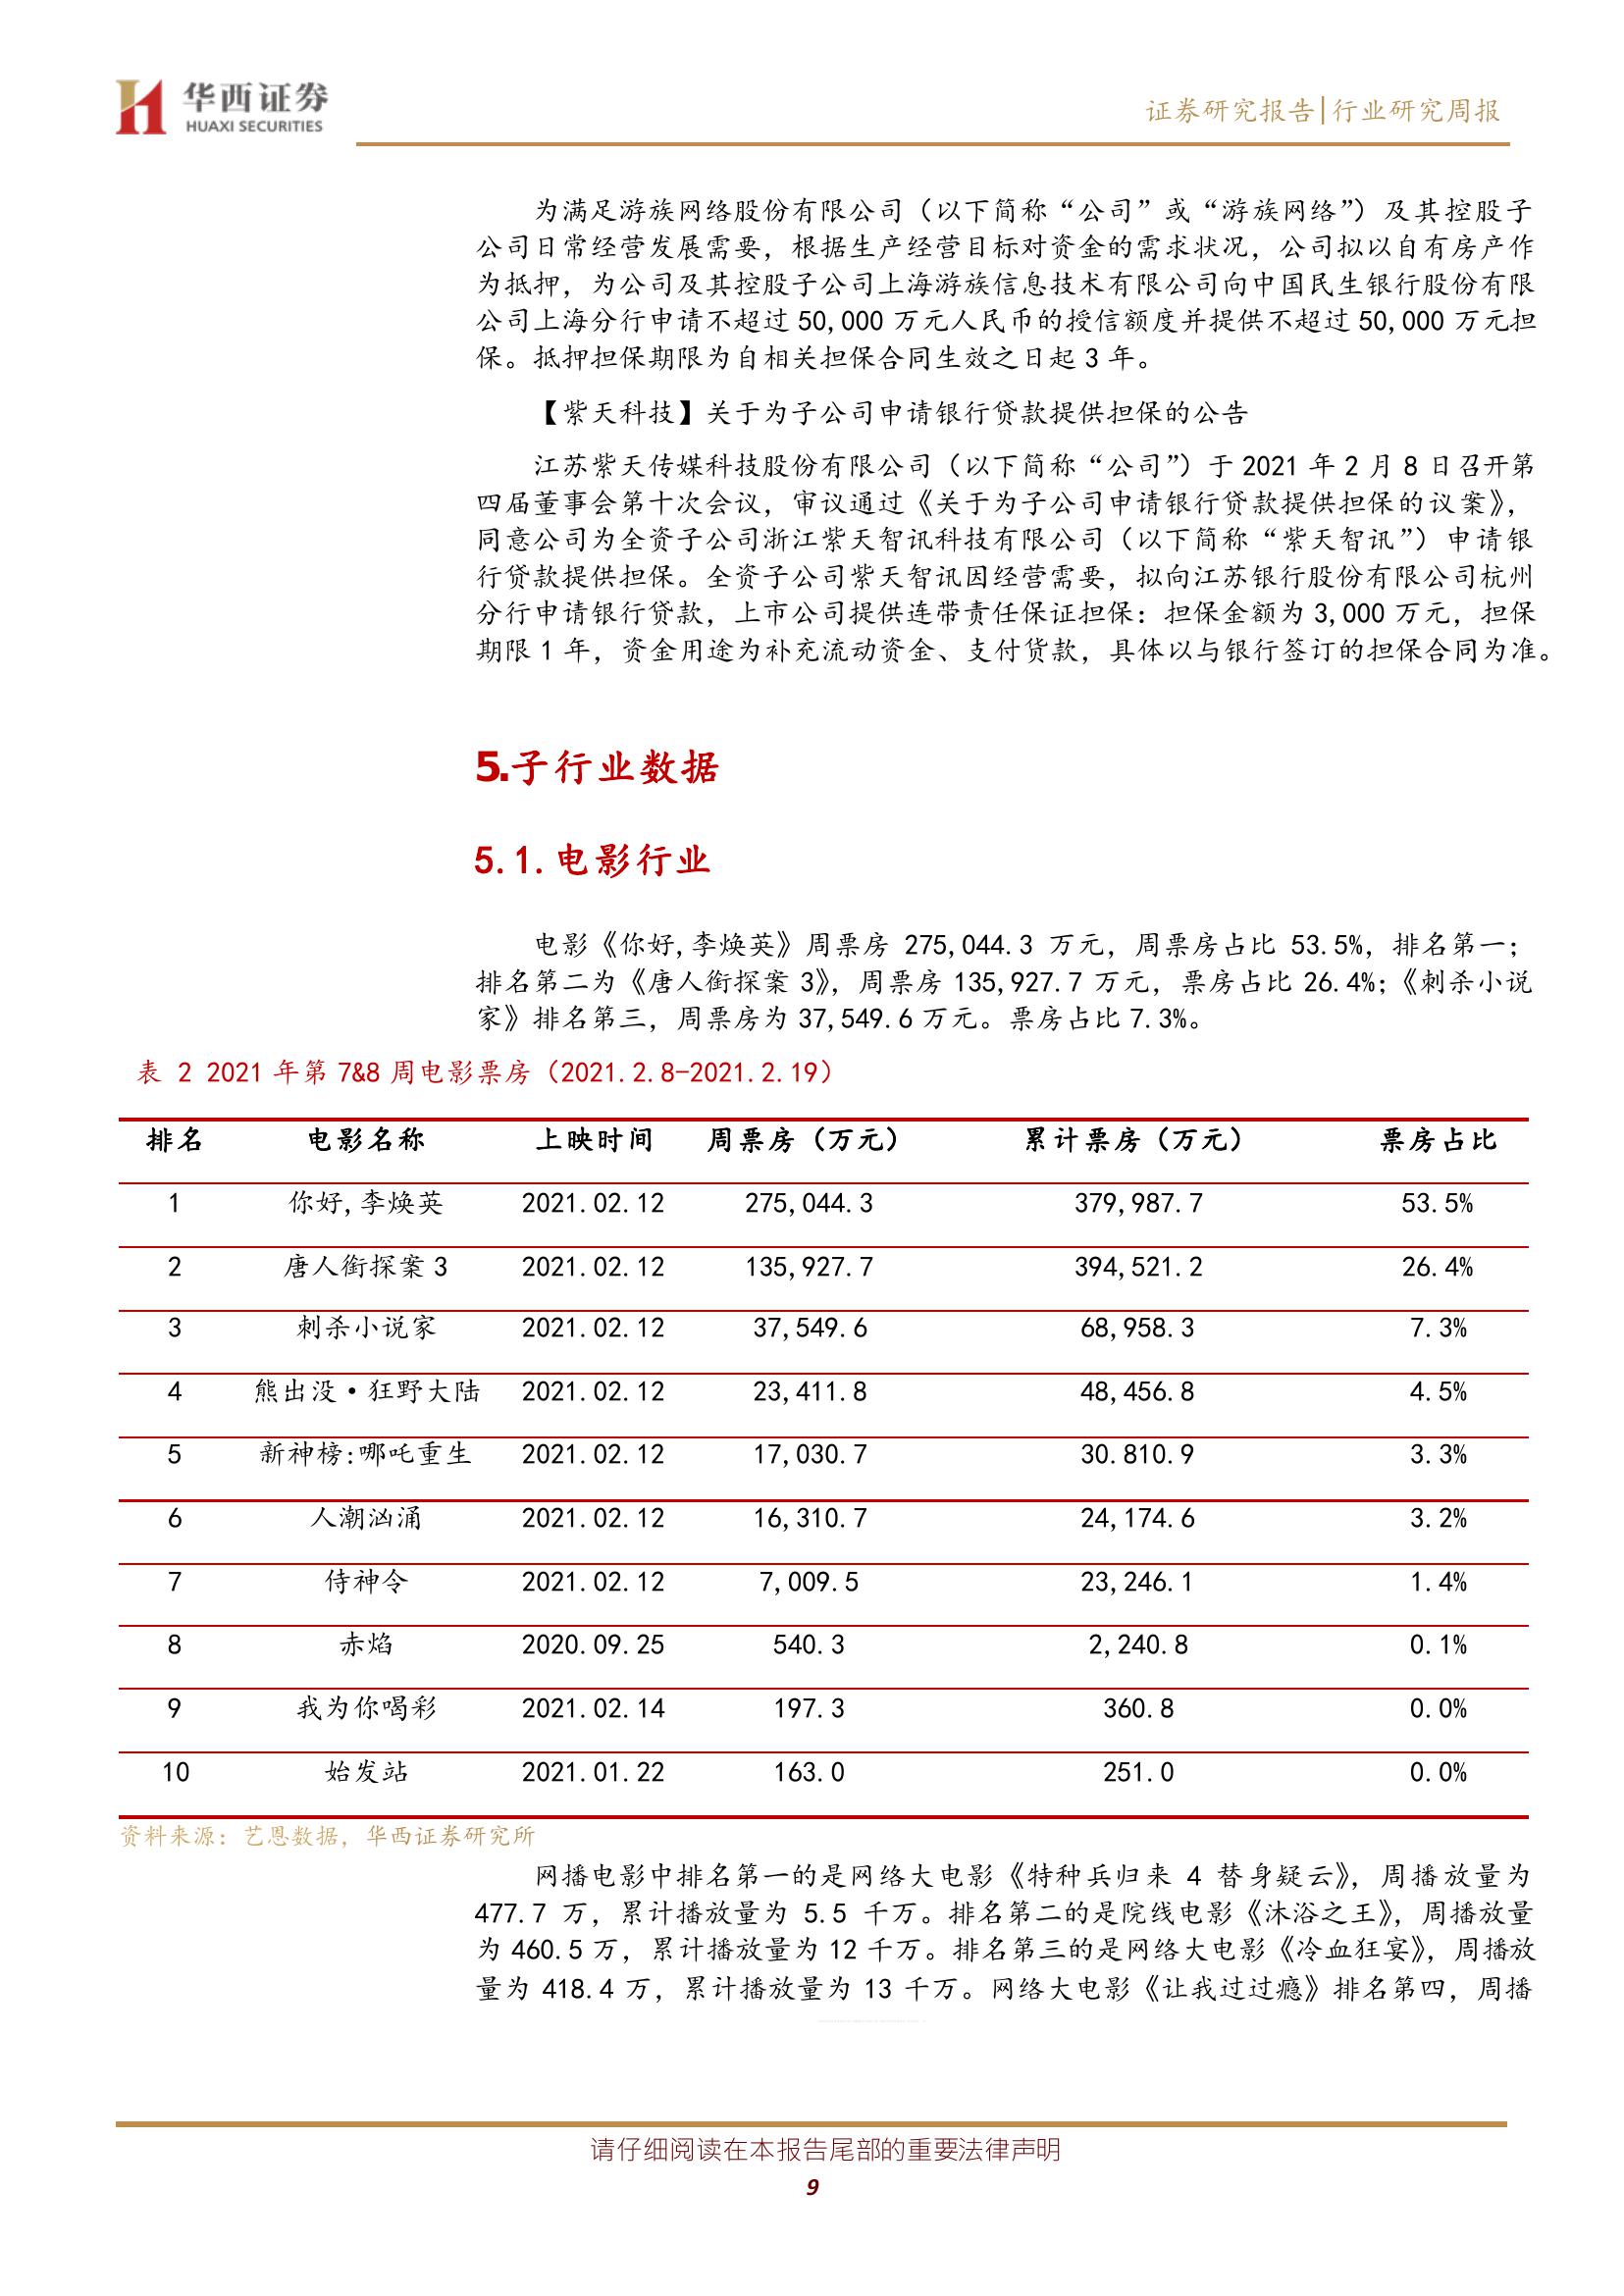 华西证券
HUAXI SECURITIES
证券研究报告|行业研究周报
为满足游族网络股份有限公司（以下简称“公司”或“游族网络”）及其控股子
公司日常经营发展需要，根据生产经营目标对资金的需求状况，公司拟以自有房产作
为抵押，为公司及其控股子公司上海游族信息技术有限公司向中国民生银行股份有限
公司上海分行申请不超过 50,000 万元人民币的授信额度并提供不超过 50,000 万元担
保。抵押担保期限为自相关担保合同生效之日起 3 年。
【紫天科技】关于为子公司申请银行贷款提供担保的公告
江苏紫天传媒科技股份有限公司（以下简称“公司”）于 2021 年 2 月 8 日召开第
四届董事会第十次会议，审议通过《关于为子公司申请银行贷款提供担保的议案》，
同意公司为全资子公司浙江紫天智讯科技有限公司（以下简称“紫天智讯”）申请银
行贷款提供担保。全资子公司紫天智讯因经营需要，拟向江苏银行股份有限公司杭州
分行申请银行贷款，上市公司提供连带责任保证担保：担保金额为 3,000 万元，担保
期限 1 年，资金用途为补充流动资金、支付货款，具体以与银行签订的担保合同为准。
5.子行业数据
5.1.电影行业
电影《你好,李焕英》周票房 275,044.3 万元，周票房占比 53.5%，排名第一；
排名第二为《唐人街探案 3》，周票房 135,927.7 万元，票房占比 26.4%；《刺杀小说
家》排名第三，周票房为 37,549.6 万元。票房占比 7.3%。
表 2 2021 年第 7&8 周电影票房（2021.2.8-2021.2.19）
排名 电影名称 上映时间 周票房（万元） 累计票房（万元） 票房占比
1 你好,李焕英 2021.02.12 275,044.3 379,987.7 53.5%
2 唐人街探案 3 2021.02.12 135,927.7 394,521.2 26.4%
3 刺杀小说家 2021.02.12 37,549.6 68,958.3 7.3%
4 熊出没·狂野大陆 2021.02.12 23,411.8 48,456.8 4.5%
5 新神榜:哪吒重生 2021.02.12 17,030.7 30.810.9 3.3%
6 人潮汹涌 2021.02.12 16,310.7 24,174.6 3.2%
7 侍神令 2021.02.12 7,009.5 23,246.1 1.4%
8 赤焰 2020.09.25 540.3 2,240.8 0.1%
9 我为你喝彩 2021.02.14 197.3 360.8 0.0%
10 始发站 2021.01.22 163.0 251.0 0.0%
资料来源：艺恩数据，华西证券研究所
网播电影中排名第一的是网络大电影《特种兵归来 4 替身疑云》，周播放量为
477.7 万，累计播放量为 5.5 千万。排名第二的是院线电影《沐浴之王》，周播放量
为 460.5 万，累计播放量为 12 千万。排名第三的是网络大电影《冷血狂宴》，周播放
量为 418.4 万，累计播放量为 13 千万。网络大电影《让我过过瘾》排名第四，周播
请仔细阅读在本报告尾部的重要法律声明
9